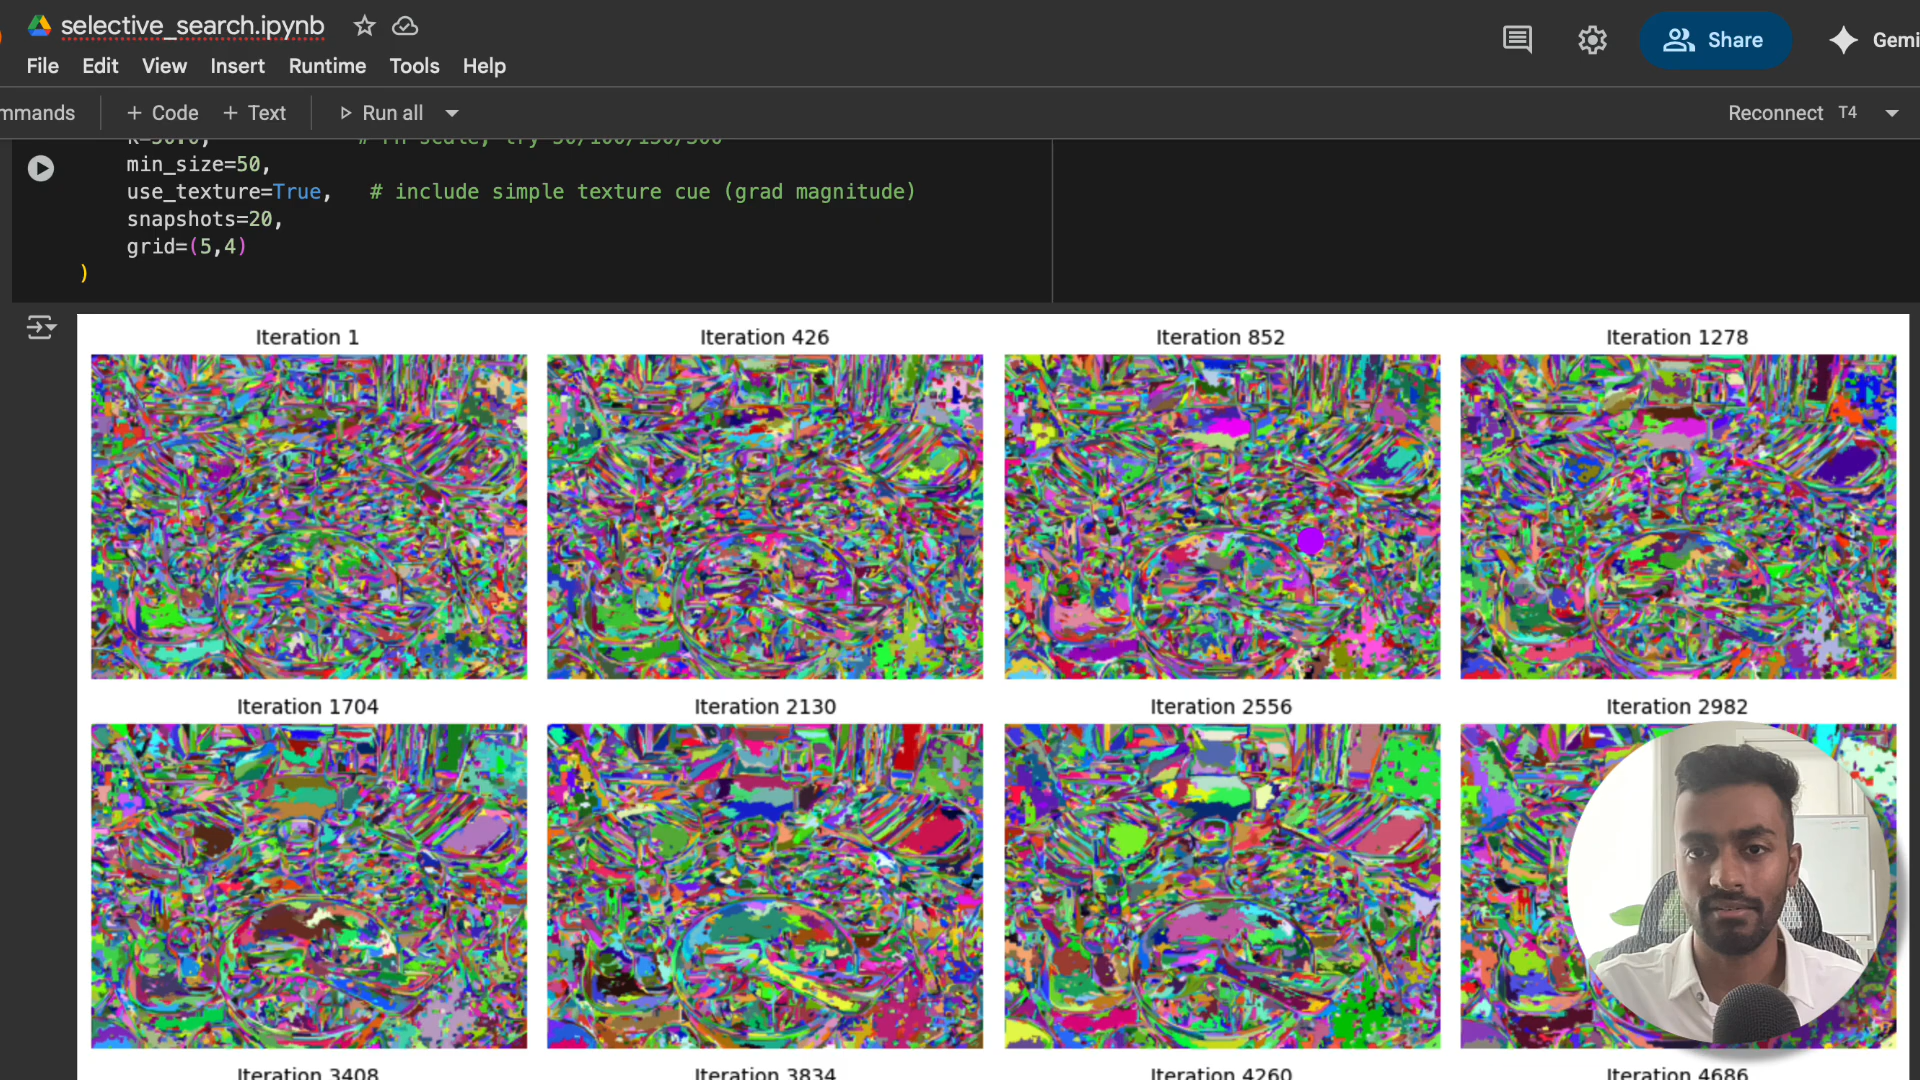 selective_search.ipynb
File Edit View Insert Runtime Tools Help
Share
Gemi
mmands + Code + Text Run all
Reconnect T4
min_size=50,
use_texture=True, # include simple texture cue (grad magnitude)
snapshots=20,
grid=(5,4)
)
Iteration 1 Iteration 426 Iteration 852 Iteration 1278
Iteration 1704 Iteration 2130 Iteration 2556 Iteration 2982
Iteration 3408 Iteration 3834 Iteration 4260 Iteration 4686